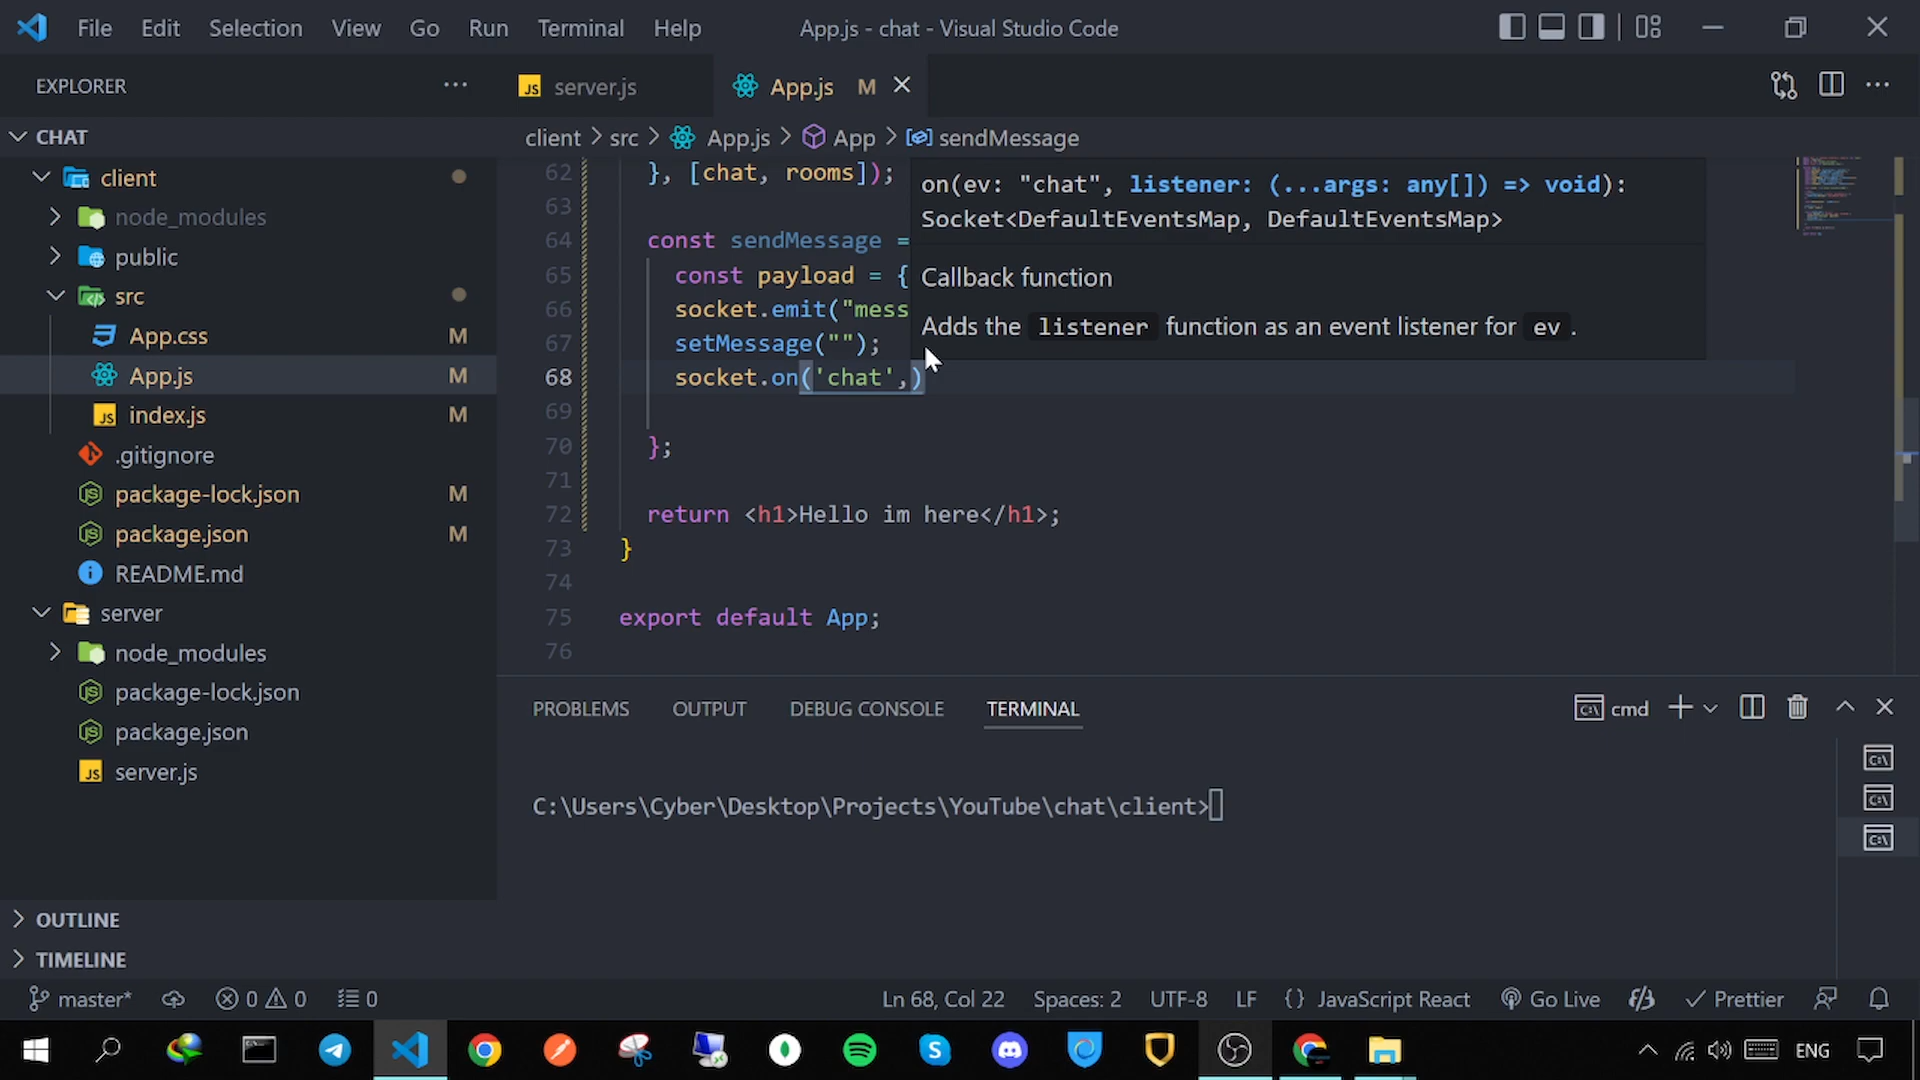 File Edit Selection View Go Run Terminal Help
App.js - chat - Visual Studio Code
EXPLORER
JS server.js
App.js M
CHAT
client
node_modules
public
src
App.css M
App.js M
JS index.js M
.gitignore
package-lock.json M
package.json M
README.md
server
node_modules
package-lock.json
package.json
JS server.js
OUTLINE
TIMELINE
client > src > App.js > App > sendMessage
62 }, [chat, rooms]);
63
64 const sendMessage =
65 const payload = {
66 socket.emit("mess
67 setMessage("");
68 socket.on('chat',)
69
70 };
71
72 return <h1>Hello im here</h1>;
73 }
74
75 export default App;
76
on(ev: "chat", listener: (...args: any[]) => void):
Socket<DefaultEventsMap, DefaultEventsMap>
Callback function
Adds the listener function as an event listener for ev .
PROBLEMS OUTPUT DEBUG CONSOLE TERMINAL
cmd
C:\Users\Cyber\Desktop\Projects\YouTube\chat\client>
master* 0 0 0
Ln 68, Col 22 Spaces: 2 UTF-8 LF {} JavaScript React Go Live Prettier
ENG